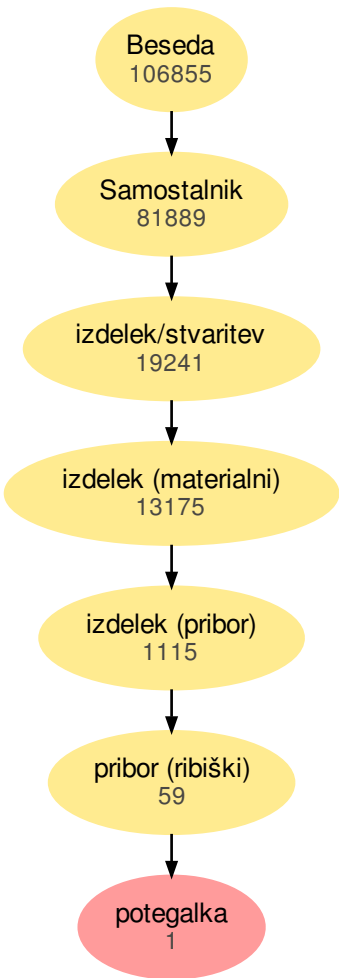 Beseda
106855
Samostalnik
81889
izdelek/stvaritev
19241
izdelek (materialni)
13175
izdelek (pribor)
1115
pribor (ribiški)
59
potegalka
1